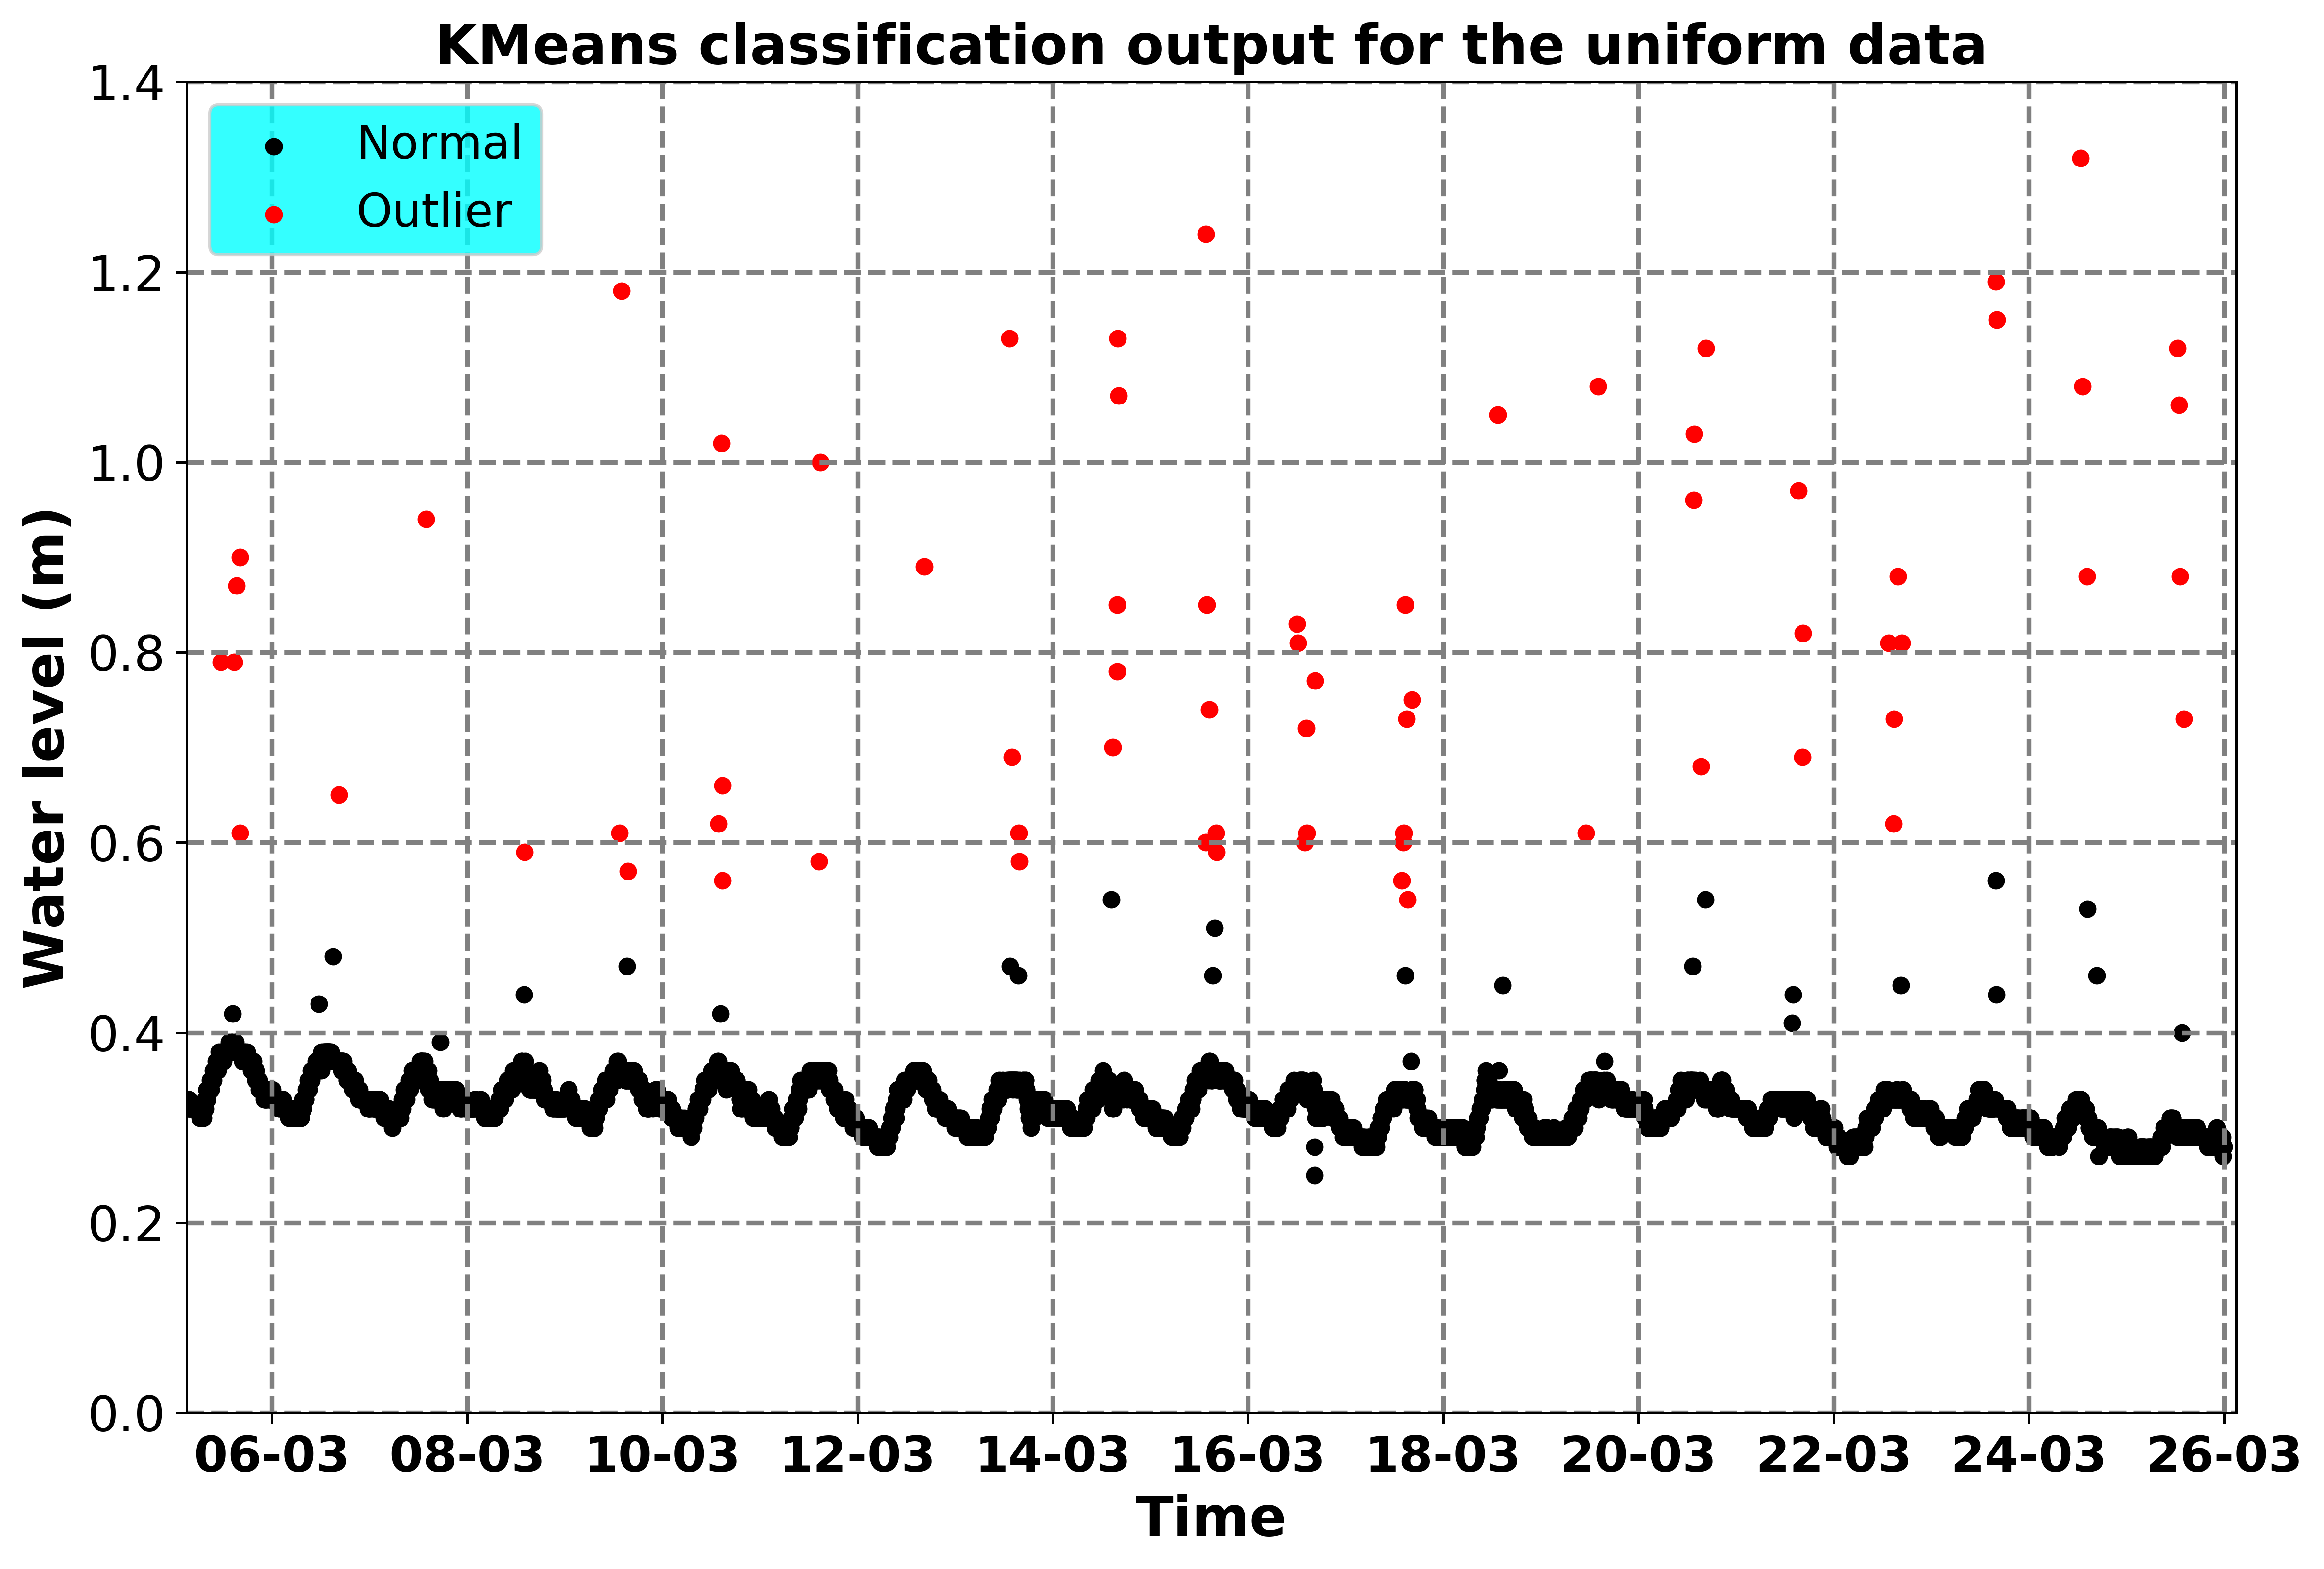 KMeans classification output for the uniform data
Normal
Outlier
Water level (m)
1.4
1.2
1.0
0.8
0.6
0.4
0.2
0.0
06-03 08-03 10-03 12-03 14-03 16-03 18-03 20-03 22-03 24-03 26-03
Time